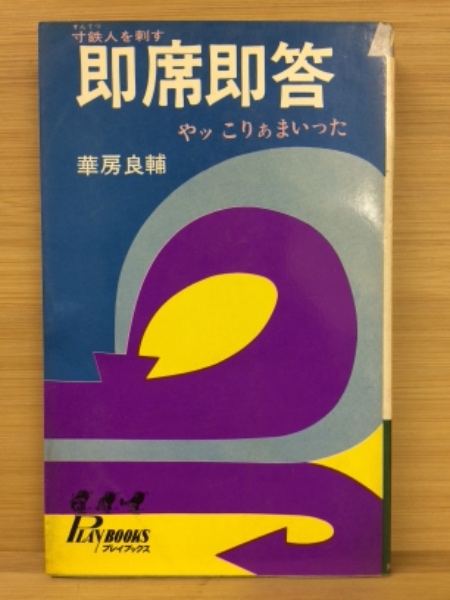 すんてつ
寸鉄人を刺す
即席即答
やッ こりぁまいった
華房良輔
PLAY BOOKS
プレイブックス